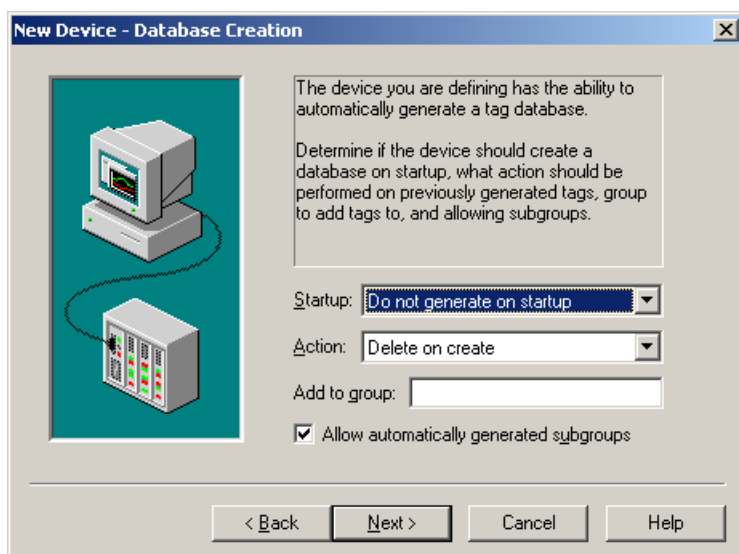 New Device - Database Creation
The device you are defining has the ability to
automatically generate a tag database.
Determine if the device should create a
database on startup, what action should be
performed on previously generated tags, group
to add tags to, and allowing subgroups.
Startup: Do not generate on startup
Action: Delete on create
Add to group:
Allow automatically generated subgroups
< Back Next > Cancel Help